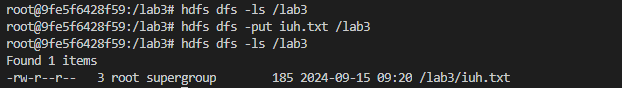 root@9fe5f6428f59:/lab3# hdfs dfs -ls /lab3
root@9fe5f6428f59:/lab3# hdfs dfs -put iuh.txt /lab3
root@9fe5f6428f59:/lab3# hdfs dfs -ls /lab3
Found 1 items
-rw-r--r--   3 root supergroup        185 2024-09-15 09:20 /lab3/iuh.txt